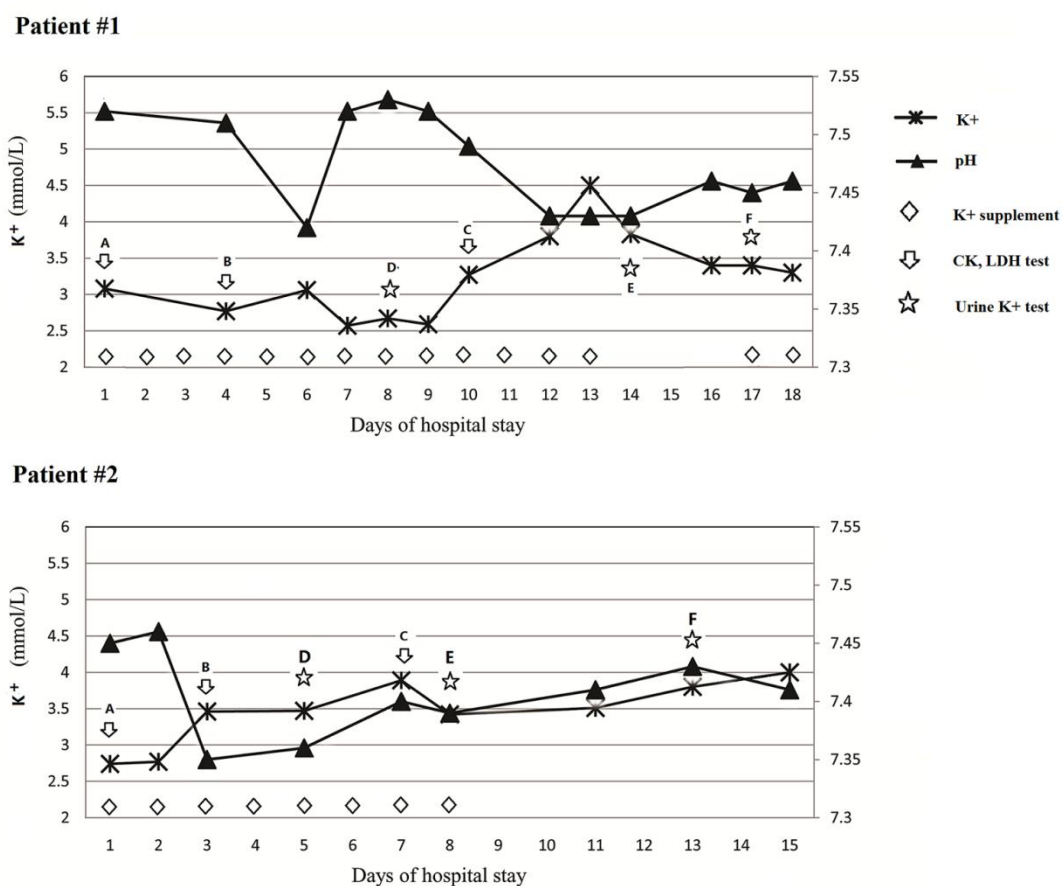 Patient #1
K+ (mmol/L)
6
5.5
5
4.5
4
3.5
3
2.5
2
7.55
7.5
7.45
7.4
7.35
7.3
A
B
C
D.
E
F
1 2 3 4 5 6 7 8 9 10 11 12 13 14 15 16 17 18
Days of hospital stay
K+
pH
K+ supplement
CK, LDH test
Urine K+ test
Patient #2
K+ (mmol/L)
6
5.5
5
4.5
4
3.5
3
2.5
2
7.55
7.5
7.45
7.4
7.35
7.3
A
B
D
C
E
F
1 2 3 4 5 6 7 8 9 10 11 12 13 14 15
Days of hospital stay